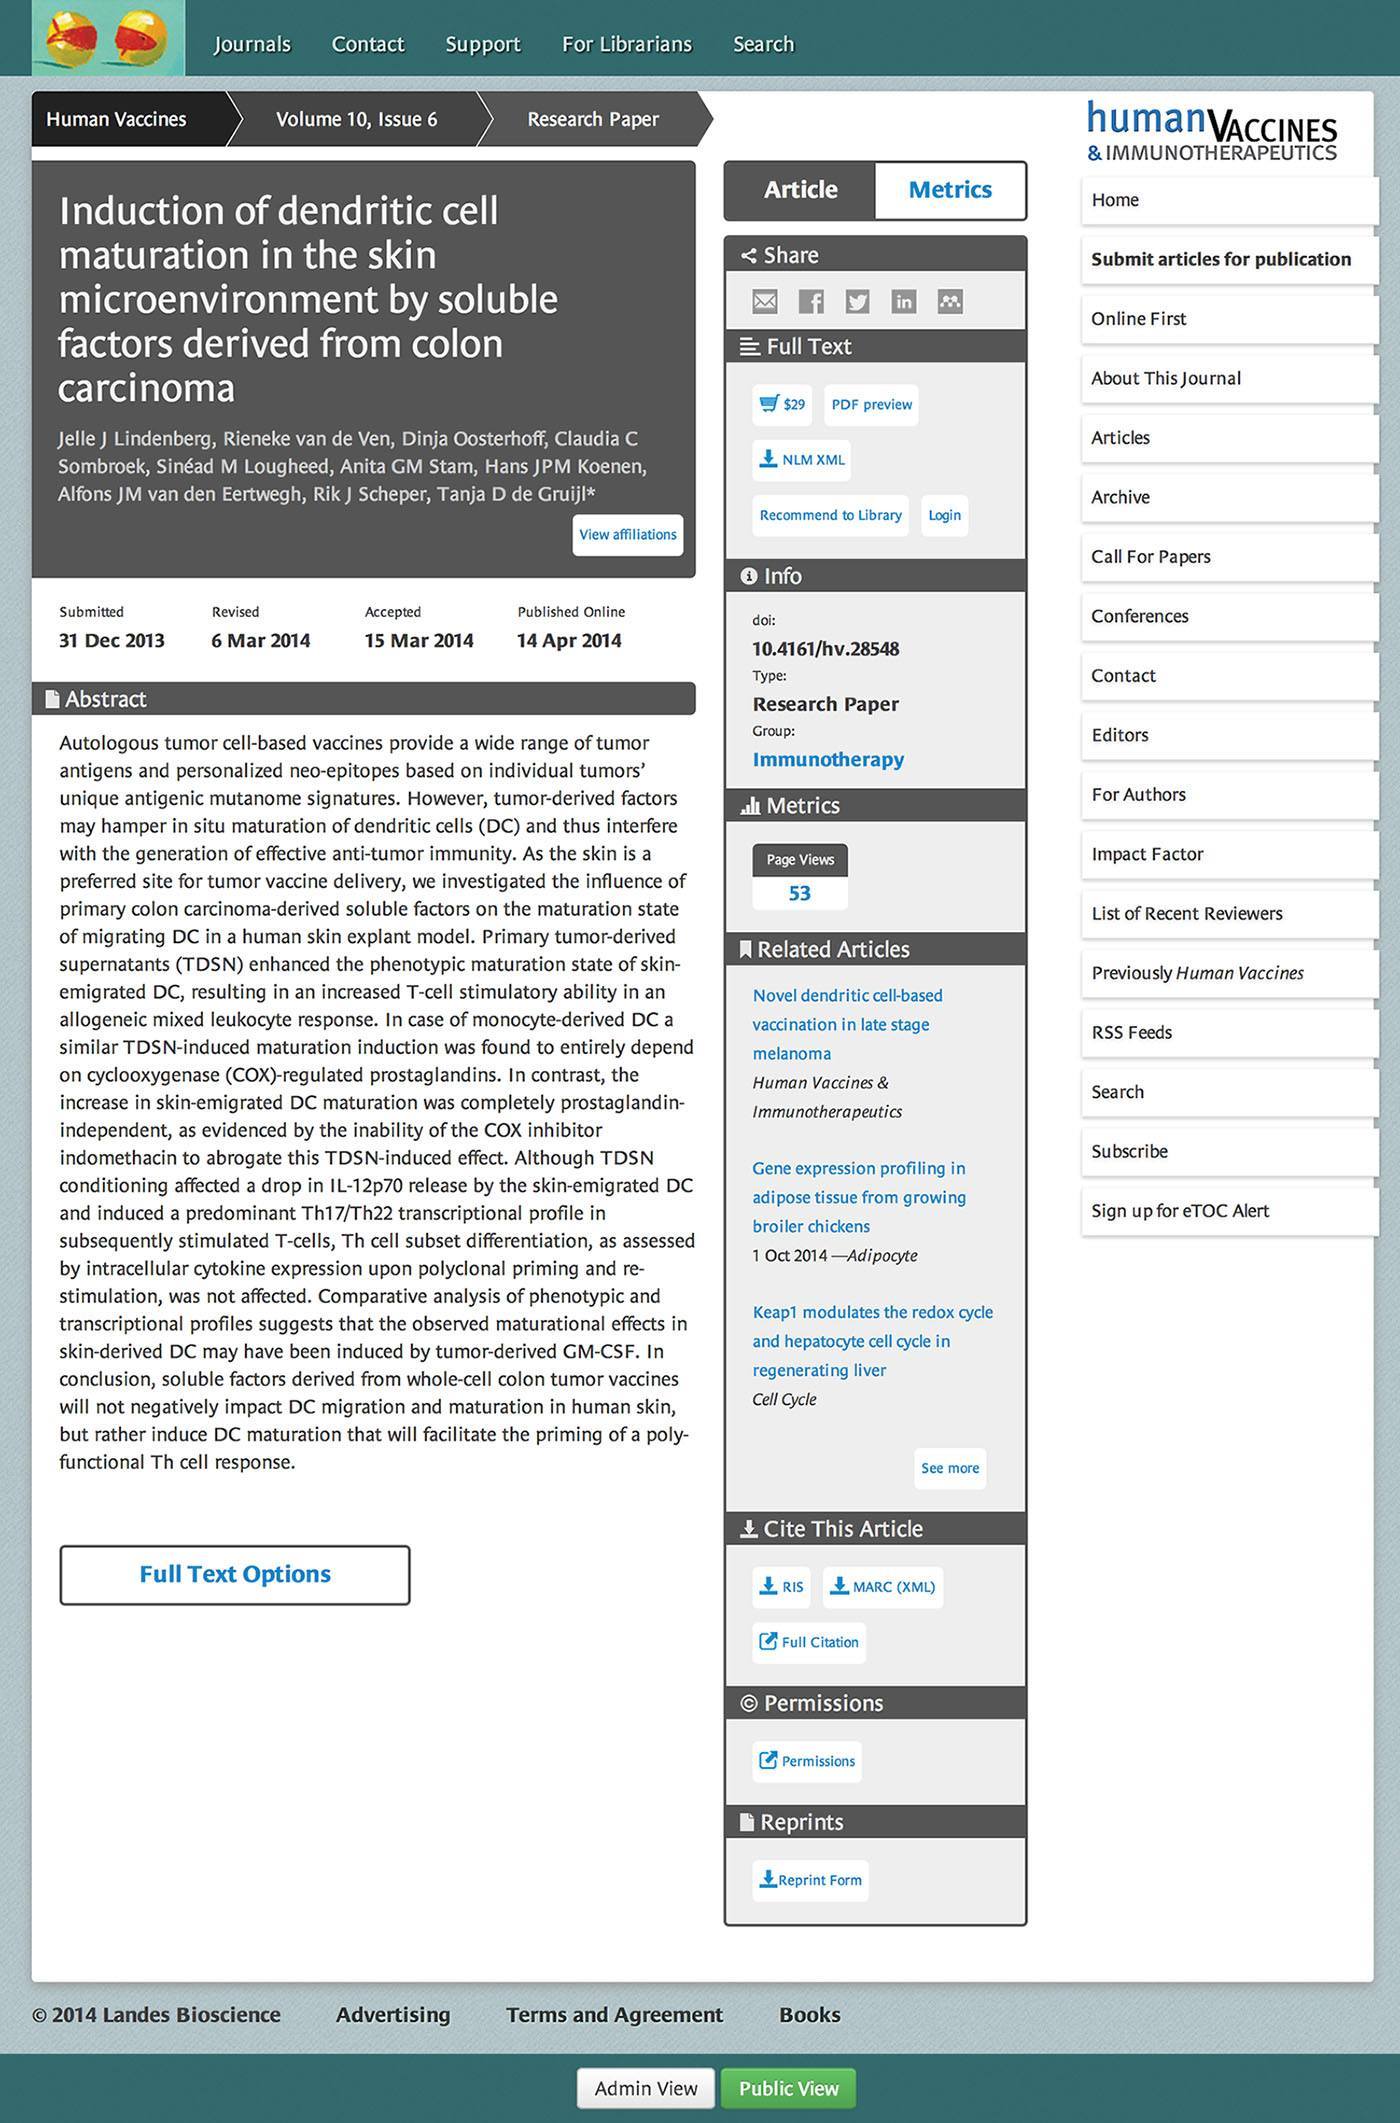 Journals Contact Support For Librarians Search
Human Vaccines Volume 10, Issue 6 Research Paper
Induction of dendritic cell
maturation in the skin
microenvironment by soluble
factors derived from colon
carcinoma
Jelle J Lindenberg, Rieneke van de Ven, Dinja Oosterhoff, Claudia C
Sombroek, Sinéad M Lougheed, Anita GM Stam, Hans JPM Koenen,
Alfons JM van den Eertwegh, Rik J Scheper, Tanja D de Gruijl*
View affiliations
Submitted Revised Accepted Published Online
31 Dec 2013 6 Mar 2014 15 Mar 2014 14 Apr 2014
Abstract
Autologous tumor cell-based vaccines provide a wide range of tumor
antigens and personalized neo-epitopes based on individual tumors’
unique antigenic mutanome signatures. However, tumor-derived factors
may hamper in situ maturation of dendritic cells (DC) and thus interfere
with the generation of effective anti-tumor immunity. As the skin is a
preferred site for tumor vaccine delivery, we investigated the influence of
primary colon carcinoma-derived soluble factors on the maturation state
of migrating DC in a human skin explant model. Primary tumor-derived
supernatants (TDSN) enhanced the phenotypic maturation state of skin-
emigrated DC, resulting in an increased T-cell stimulatory ability in an
allogeneic mixed leukocyte response. In case of monocyte-derived DC a
similar TDSN-induced maturation induction was found to entirely depend
on cyclooxygenase (COX)-regulated prostaglandins. In contrast, the
increase in skin-emigrated DC maturation was completely prostaglandin-
independent, as evidenced by the inability of the COX inhibitor
indomethacin to abrogate this TDSN-induced effect. Although TDSN
conditioning affected a drop in IL-12p70 release by the skin-emigrated DC
and induced a predominant Th17/Th22 transcriptional profile in
subsequently stimulated T-cells, Th cell subset differentiation, as assessed
by intracellular cytokine expression upon polyclonal priming and re-
stimulation, was not affected. Comparative analysis of phenotypic and
transcriptional profiles suggests that the observed maturational effects in
skin-derived DC may have been induced by tumor-derived GM-CSF. In
conclusion, soluble factors derived from whole-cell colon tumor vaccines
will not negatively impact DC migration and maturation in human skin,
but rather induce DC maturation that will facilitate the priming of a poly-
functional Th cell response.
Full Text Options
Article Metrics
Share
Full Text
$29 PDF preview
NLM XML
Recommend to Library Login
Info
doi:
10.4161/hv.28548
Type:
Research Paper
Group:
Immunotherapy
Metrics
Page Views
53
Related Articles
Novel dendritic cell-based
vaccination in late stage
melanoma
Human Vaccines &
Immunotherapeutics
Gene expression profiling in
adipose tissue from growing
broiler chickens
1 Oct 2014 —Adipocyte
Keap1 modulates the redox cycle
and hepatocyte cell cycle in
regenerating liver
Cell Cycle
See more
Cite This Article
RIS MARC (XML)
Full Citation
© Permissions
Permissions
Reprints
Reprint Form
human VACCINES
& IMMUNOTHERAPEUTICS
Home
Submit articles for publication
Online First
About This Journal
Articles
Archive
Call For Papers
Conferences
Contact
Editors
For Authors
Impact Factor
List of Recent Reviewers
Previously Human Vaccines
RSS Feeds
Search
Subscribe
Sign up for eTOC Alert
© 2014 Landes Bioscience Advertising Terms and Agreement Books
Admin View Public View